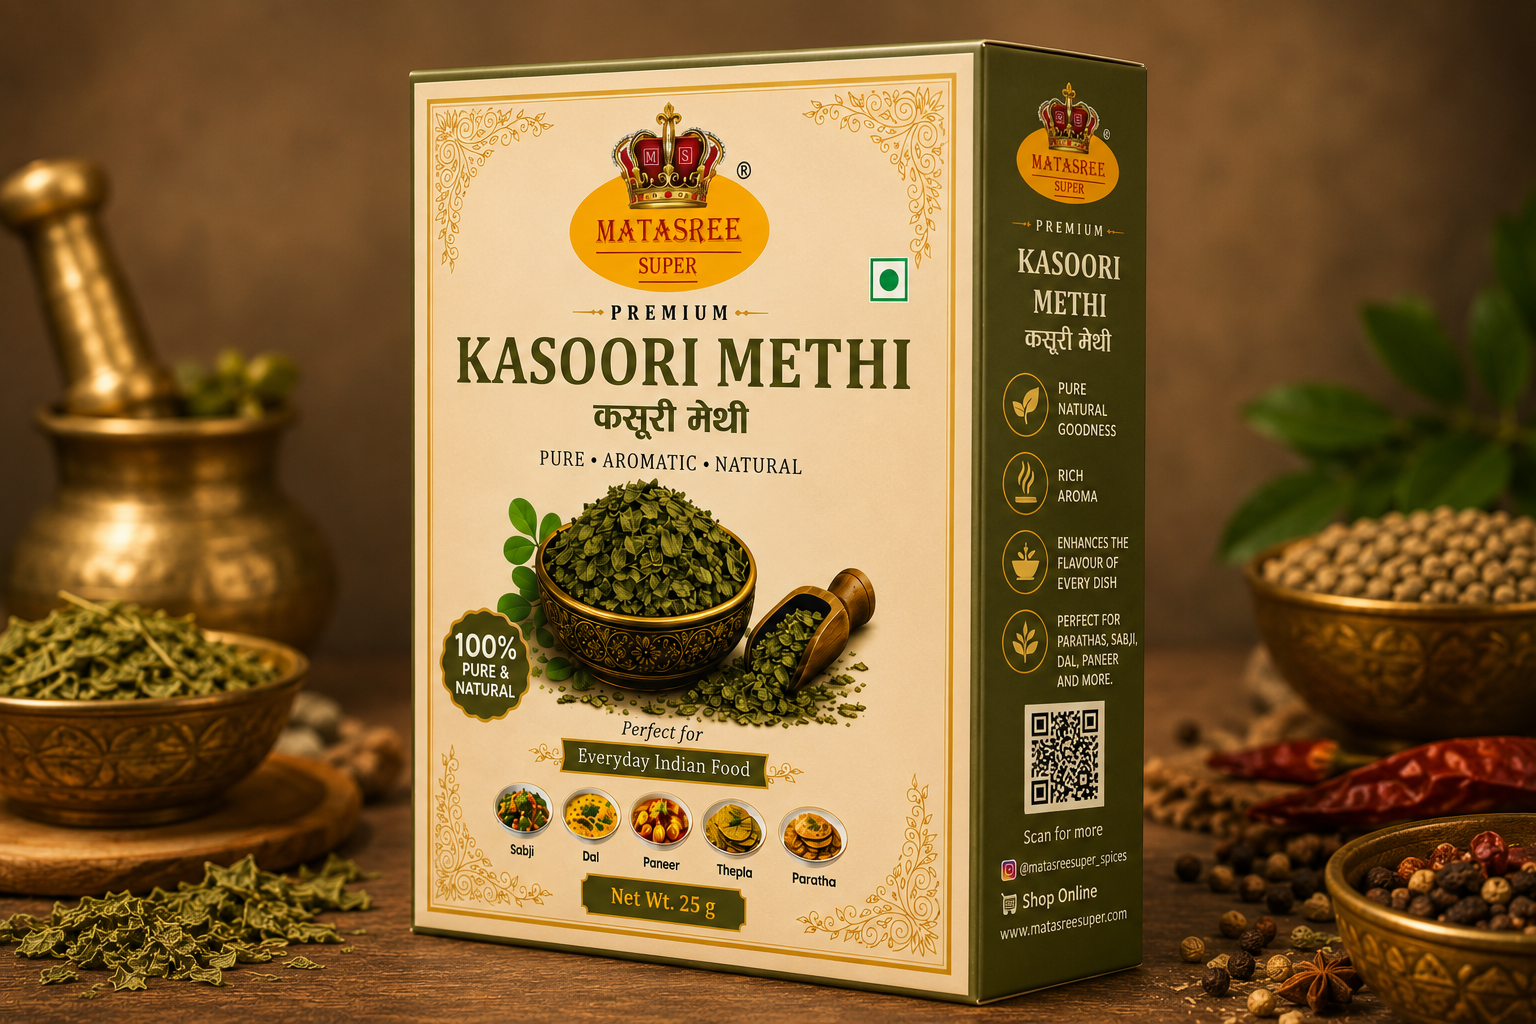 M S
®
MATASREE
SUPER
PREMIUM
KASOORI METHI
कसूरी मेथी
PURE • AROMATIC • NATURAL
100%
PURE &
NATURAL
Perfect for
Everyday Indian Food
Sabji
Dal
Paneer
Thepla
Paratha
Net Wt. 25 g
®
MATASREE
SUPER
PREMIUM
KASOORI
METHI
कसूरी मेथी
PURE
NATURAL
GOODNESS
RICH
AROMA
ENHANCES THE
FLAVOUR OF
EVERY DISH
PERFECT FOR
PARATHAS, SABJI,
DAL, PANEER
AND MORE.
Scan for more
@matasreesuper_spices
Shop Online
www.matasreesuper.com